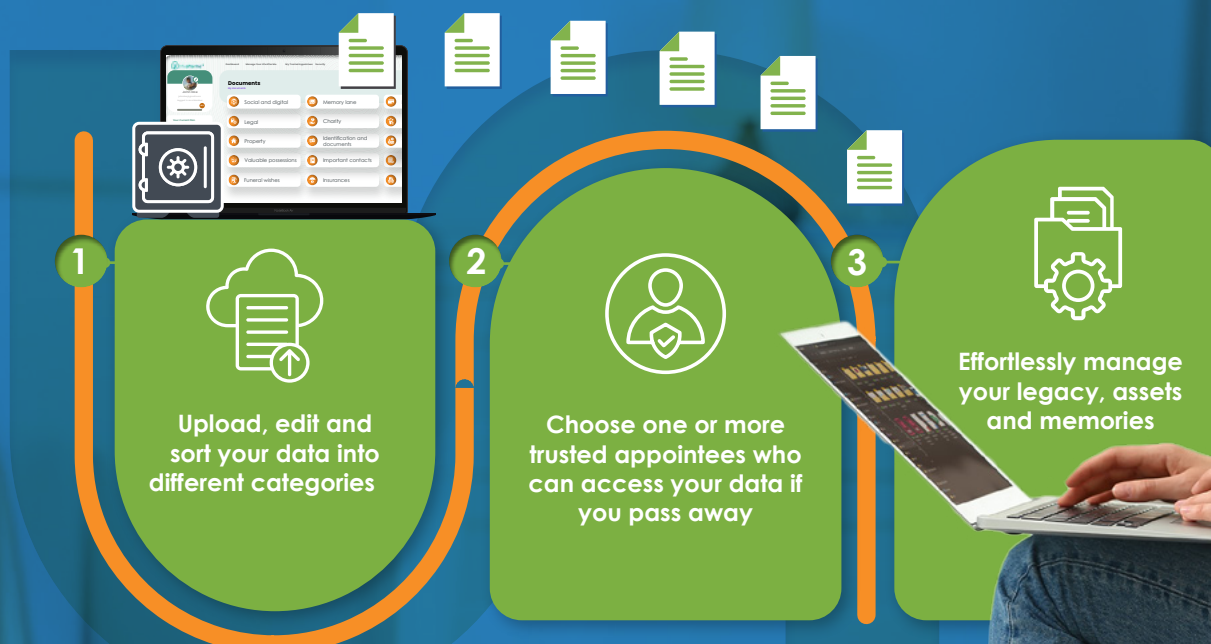 Dashboard
Documents
Social and digital
Memory lane
Legal
Charity
Property
Identification and
documents
Valuable possessions
Important contacts
Funeral wishes
Insurances
1
2
3
Upload, edit and
sort your data into
different categories
Choose one or more
trusted appointees who
can access your data if
you pass away
Effortlessly manage
your legacy, assets
and memories